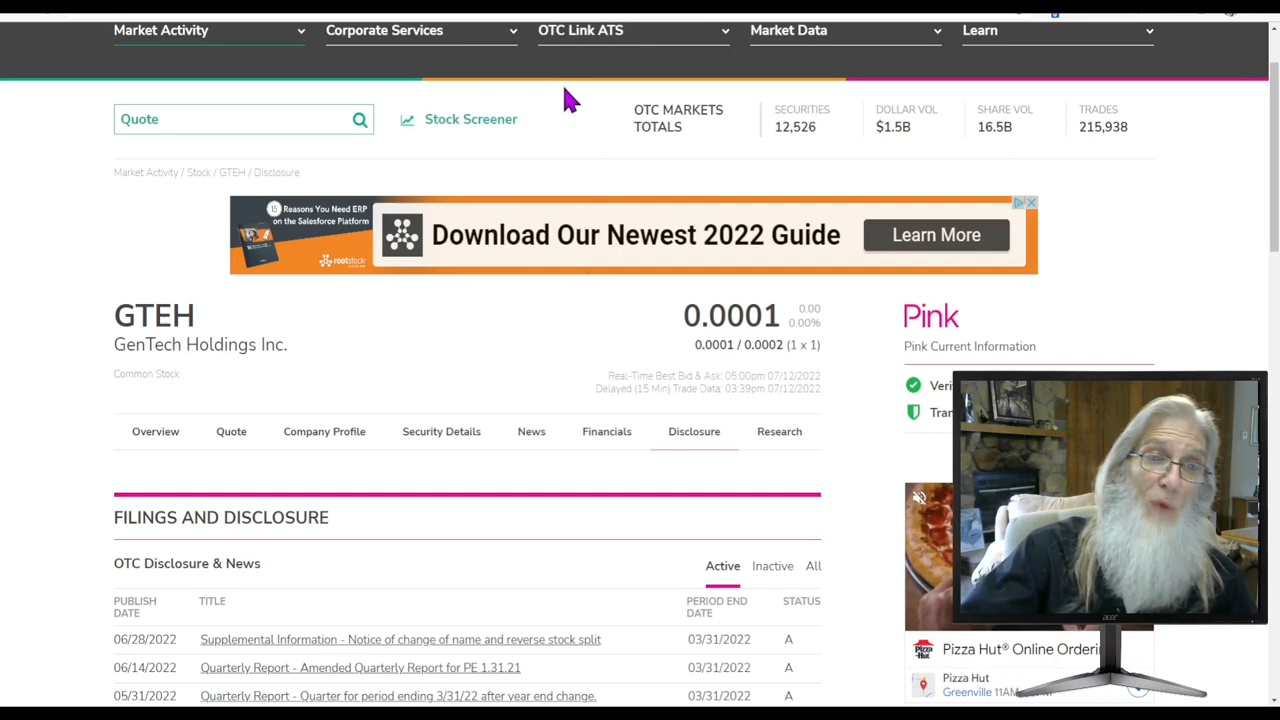 Market Activity
Corporate Services
OTC Link ATS
Market Data
Learn
Quote
Stock Screener
OTC MARKETS
TOTALS
SECURITIES
12,526
DOLLAR VOL
$1.5B
SHARE VOL
16.5B
TRADES
215,938
Market Activity / Stock / GTEH / Disclosure
15 Reasons You Need ERP
on the Salesforce Platform
rootstock
Download Our Newest 2022 Guide
Learn More
GTEH
GenTech Holdings Inc.
Common Stock
0.0001
0.00
0.00%
0.0001 / 0.0002 (1 x 1)
Real-Time Best Bid & Ask: 05:00pm 07/12/2022
Delayed (15 Min) Trade Data: 03:39pm 07/12/2022
Pink
Pink Current Information
Veri
Tran
Overview
Quote
Company Profile
Security Details
News
Financials
Disclosure
Research
FILINGS AND DISCLOSURE
OTC Disclosure & News
Active
Inactive
All
PUBLISH
DATE
TITLE
PERIOD END
DATE
STATUS
06/28/2022 Supplemental Information - Notice of change of name and reverse stock split 03/31/2022 A
06/14/2022 Quarterly Report - Amended Quarterly Report for PE 1.31.21 03/31/2022 A
05/31/2022 Quarterly Report - Quarter for period ending 3/31/22 after year end change. 03/31/2022 A
acer
Pizza Hut® Online Orderin
Pizza Hut
Greenville 11AM